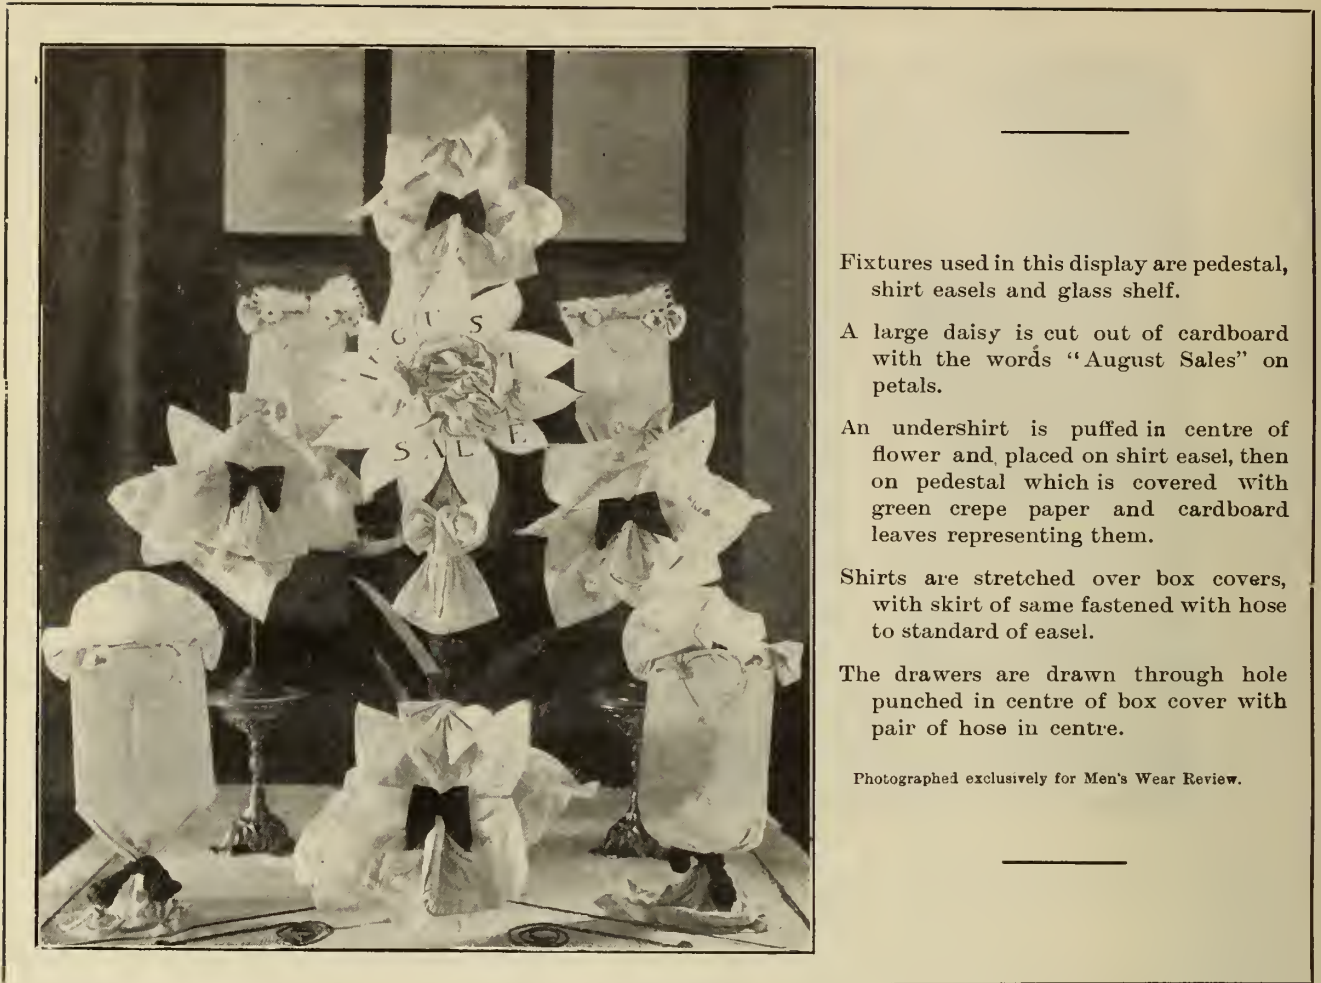 AUGUST
SALE
Fixtures used in this display are pedestal,
shirt easels and glass shelf.
A large daisy is cut out of cardboard
with the words “August Sales” on
petals.
An undershirt is puffed in centre of
flower and, placed on shirt easel, then
on pedestal which is covered with
green crepe paper and cardboard
leaves representing them.
Shirts are stretched over box covers,
with skirt of same fastened with hose
to standard of easel.
The drawers are drawn through hole
punched in centre of box cover with
pair of hose in centre.
Photographed exclusively for Men's Wear Review.